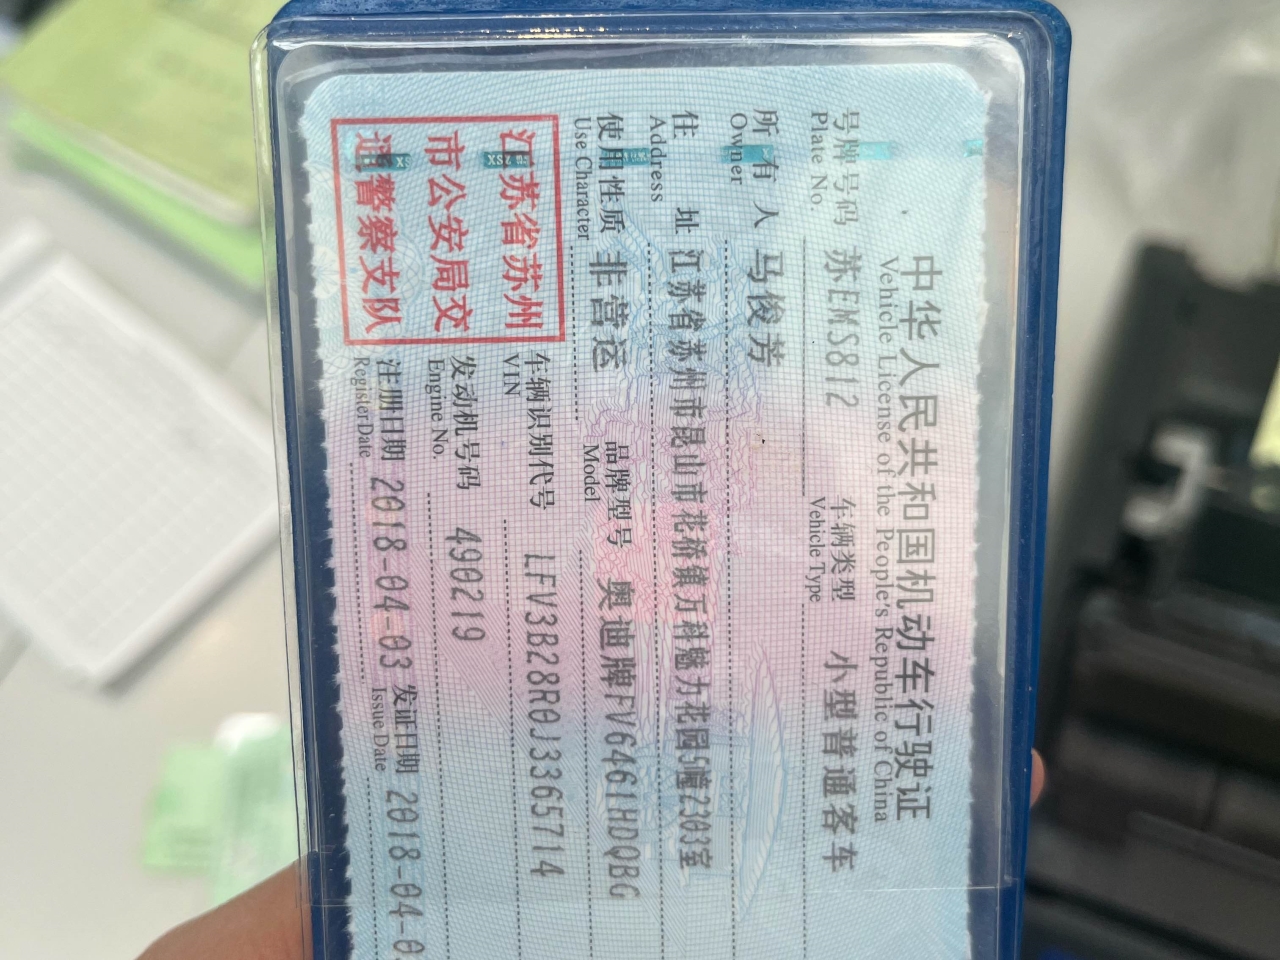 中华人民共和国机动车行驶证
Vehicle License of the People's Republic of China
号牌号码 苏EMS812 车辆类型 小型普通客车
Plate No. Vehicle Type
所有人 马俊芳
Owner
住址 江苏省苏州市昆山市花桥镇万科魅力花园5幢2303室
Address
使用性质 非营运 品牌型号 奥迪牌FV6461HDQBG
Use Character Model
江苏省苏州
市公安局交
通警察支队
车辆识别代号 LFV3B28R0J3365714
VIN
发动机号码 490219
Engine No.
注册日期 2018-04-03 发证日期 2018-04-0
Register Date Issue Date